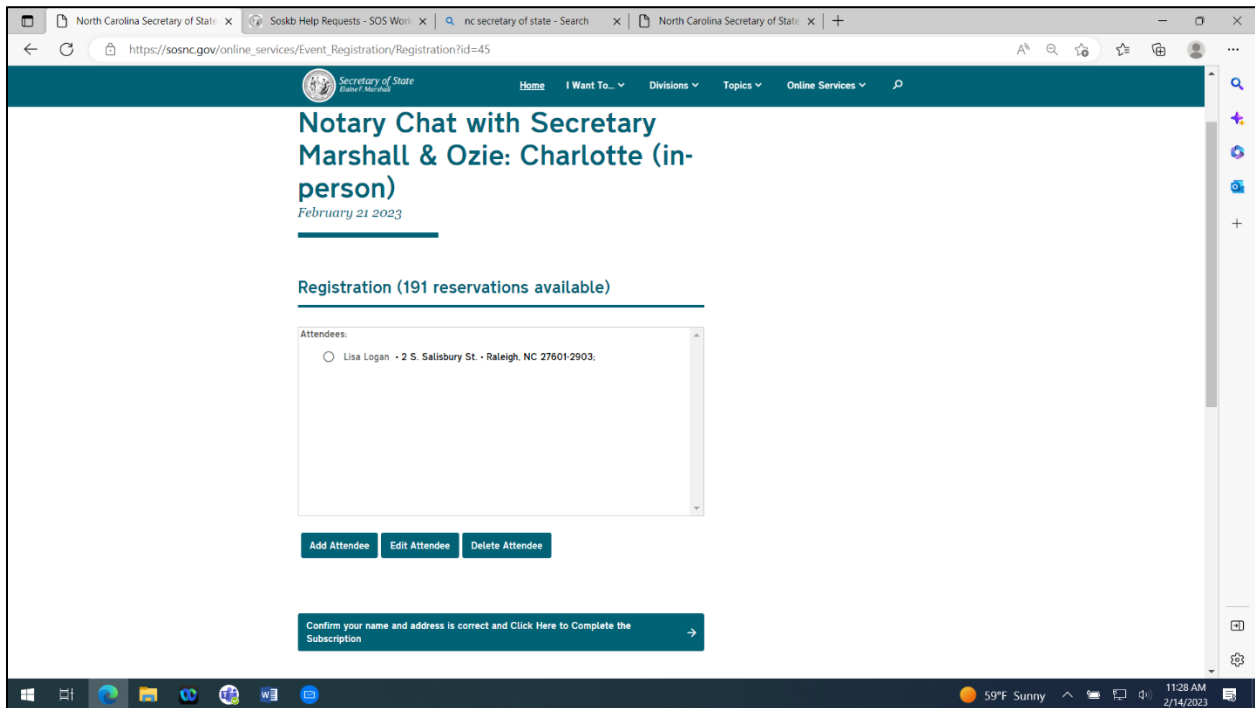 North Carolina Secretary of State
Soskb Help Requests - SOS Work
nc secretary of state - Search
North Carolina Secretary of State
https://sosnc.gov/online_services/Event_Registration/Registration?id=45
Secretary of State
Elaine F. Marshall
Home
I Want To...
Divisions
Topics
Online Services
Notary Chat with Secretary
Marshall & Ozie: Charlotte (in-
person)
February 21 2023
Registration (191 reservations available)
Attendees:
Lisa Logan • 2 S. Salisbury St. • Raleigh, NC 27601-2903;
Add Attendee
Edit Attendee
Delete Attendee
Confirm your name and address is correct and Click Here to Complete the
Subscription
59°F Sunny
11:28 AM
2/14/2023